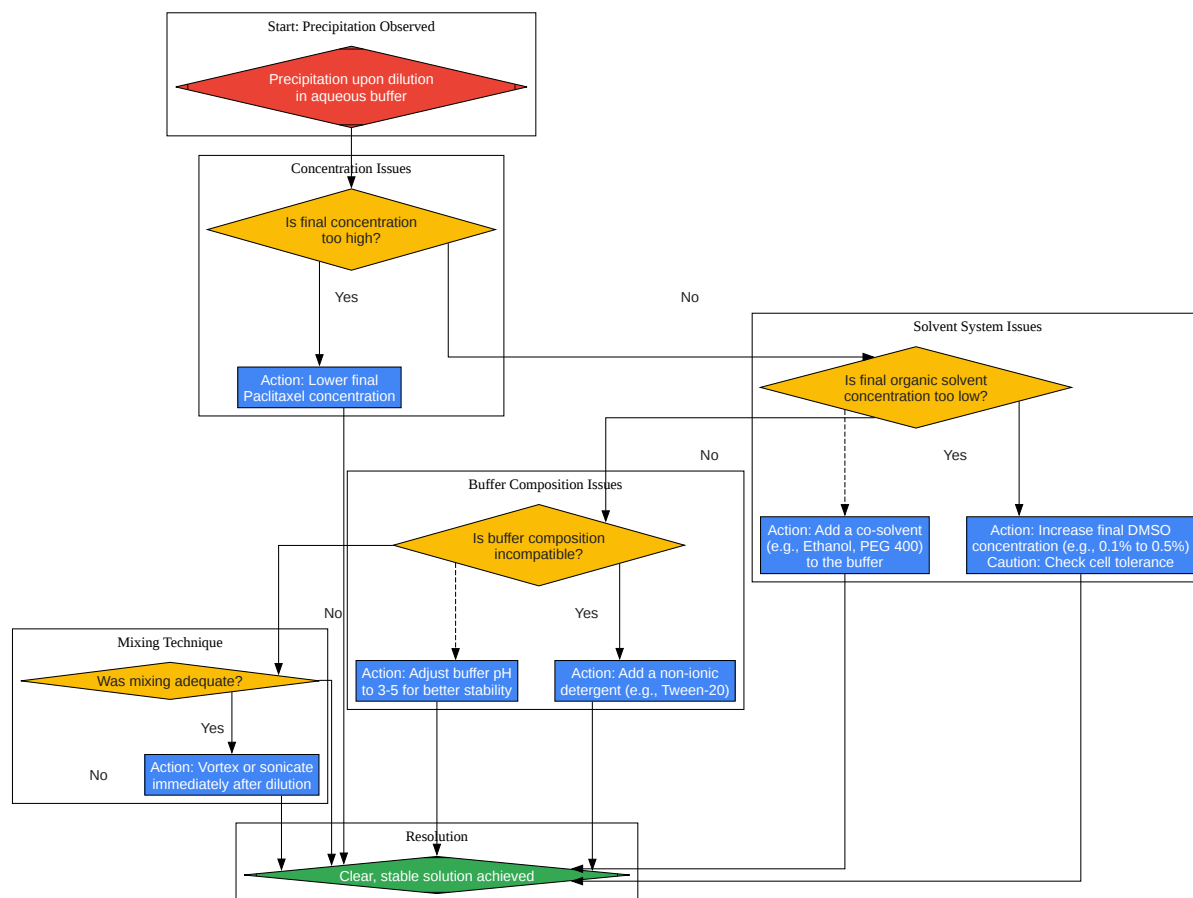 Start: Precipitation Observed
Precipitation upon dilution
in aqueous buffer
Concentration Issues
Is final concentration
too high?
Yes
No
Action: Lower final
Paclitaxel concentration
Solvent System Issues
Is final organic solvent
concentration too low?
No
Yes
Action: Add a co-solvent
(e.g., Ethanol, PEG 400)
to the buffer
Action: Increase final DMSO
concentration (e.g., 0.1% to 0.5%)
Caution: Check cell tolerance
Buffer Composition Issues
Is buffer composition
incompatible?
No
Yes
Action: Adjust buffer pH
to 3-5 for better stability
Action: Add a non-ionic
detergent (e.g., Tween-20)
Mixing Technique
Was mixing adequate?
Yes
No
Action: Vortex or sonicate
immediately after dilution
Resolution
Clear, stable solution achieved